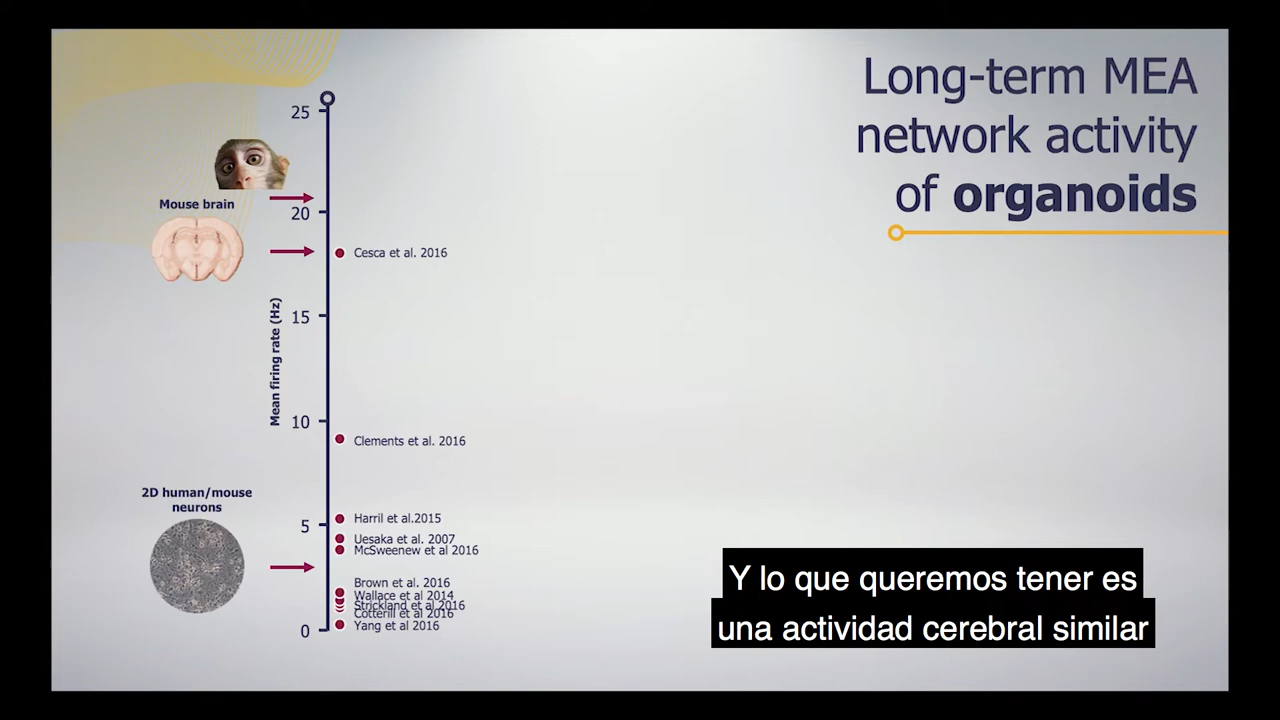 Long-term MEA
network activity
of organoids
25
20
15
10
5
0
Mean firing rate (Hz)
Mouse brain
2D human/mouse
neurons
Cesca et al. 2016
Clements et al. 2016
Harril et al.2015
Uesaka et al. 2007
McSweenew et al 2016
Brown et al. 2016
Wallace et al 2014
Strickland et al 2016
Cotterill et al 2016
Yang et al 2016
Y lo que queremos tener es
una actividad cerebral similar